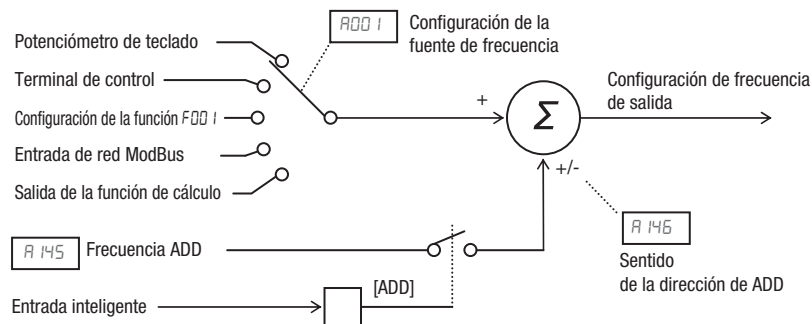 Potenciómetro de teclado
Terminal de control
Configuración de la función F001
Entrada de red ModBus
Salida de la función de cálculo
A001
Configuración de la
fuente de frecuencia
+
Σ
Configuración de frecuencia
de salida
+/-
A146
Sentido
de la dirección de ADD
A145 Frecuencia ADD
Entrada inteligente
[ADD]